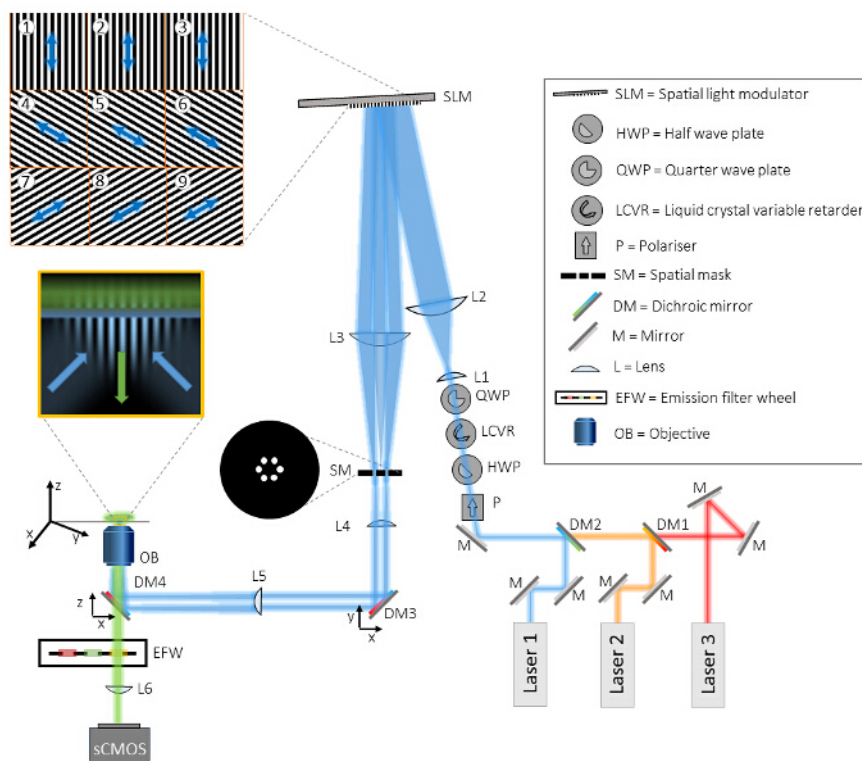 1
2
3
4
5
6
7
8
9
SLM
L2
L3
L1
QWP
LCVR
HWP
P
SM
L4
M
DM2
DM1
M
M
M
M
M
M
Laser 1
Laser 2
Laser 3
z
x
y
OB
DM4
z
x
L5
y
x
DM3
EFW
L6
sCMOS
SLM = Spatial light modulator
HWP = Half wave plate
QWP = Quarter wave plate
LCVR = Liquid crystal variable retarder
P = Polariser
SM = Spatial mask
DM = Dichroic mirror
M = Mirror
L = Lens
EFW = Emission filter wheel
OB = Objective